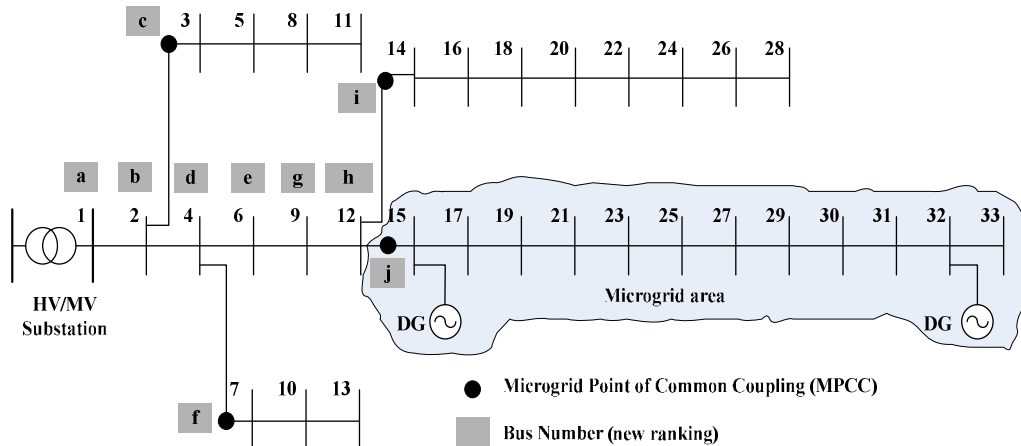 c 3 5 8 11
14 16 18 20 22 24 26 28
i
a b d e g h
1 2 4 6 9 12 15 17 19 21 23 25 27 29 30 31 32 33
j
HV/MV
Substation
Microgrid area
DG DG
7 10 13
f
Microgrid Point of Common Coupling (MPCC)
Bus Number (new ranking)